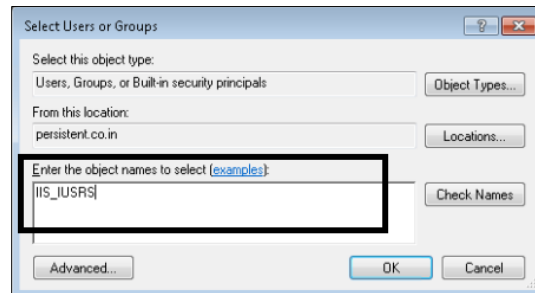 Select Users or Groups
Select this object type:
Users, Groups, or Built-in security principals
Object Types...
From this location:
persistent.co.in
Locations...
Enter the object names to select (examples):
IIS_IUSRS
Check Names
Advanced...
OK
Cancel